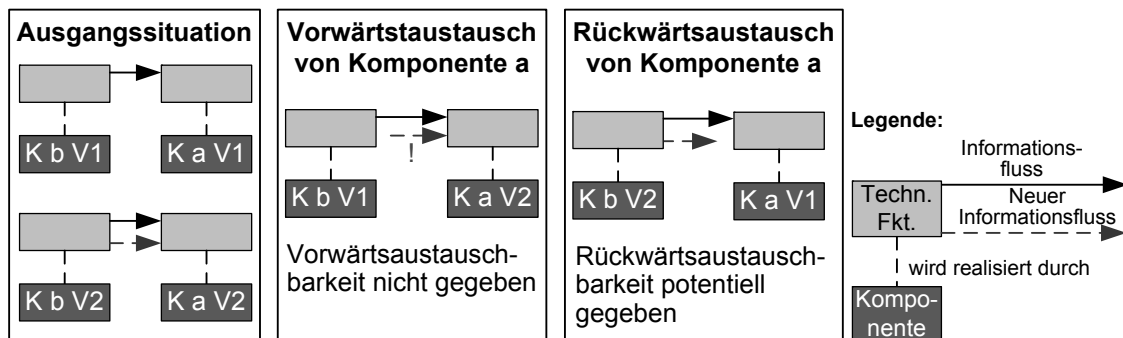 Ausgangssituation
K b V1
K a V1
K b V2
K a V2
Vorwärtstaustausch
von Komponente a
!
K b V1
K a V2
Vorwärtsaustausch-
barkeit nicht gegeben
Rückwärtsaustausch
von Komponente a
K b V2
K a V1
Rückwärtsaustausch-
barkeit potentiell
gegeben
Legende:
Informations-
fluss
Techn.
Fkt.
Neuer
Informationsfluss
wird realisiert durch
Kompo-
nente